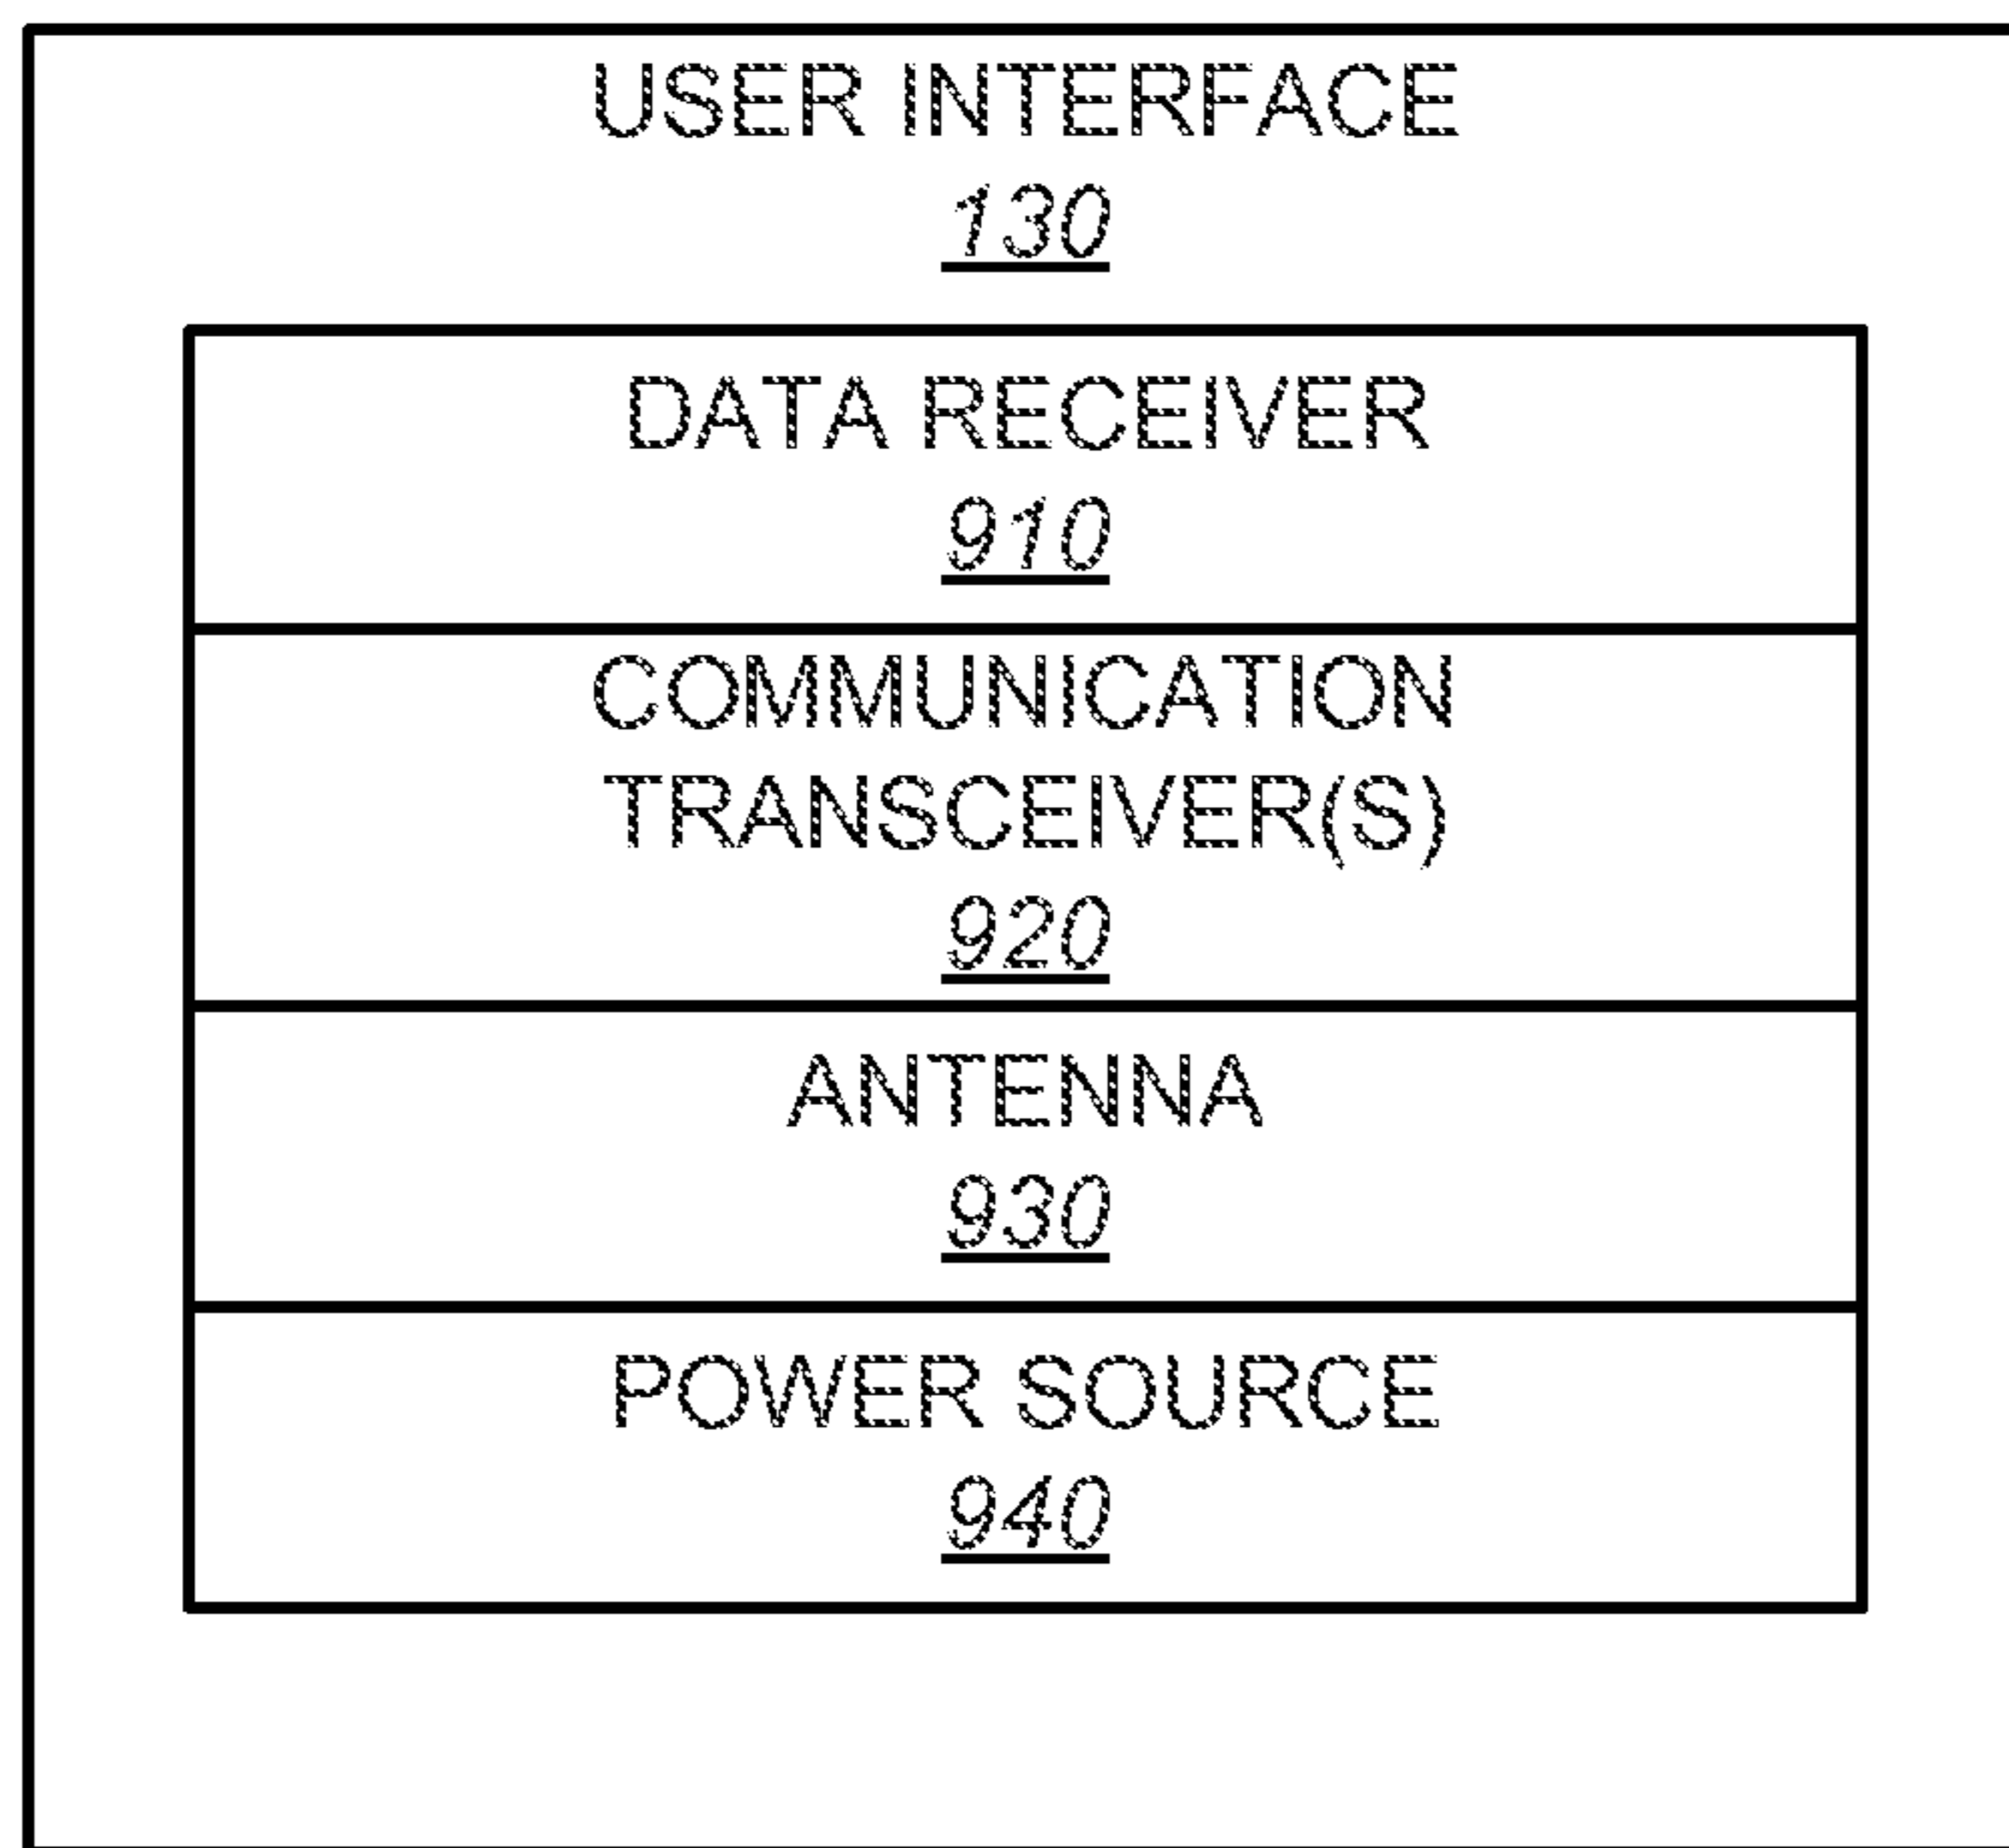 USER INTERFACE
130
DATA RECEIVER
910
COMMUNICATION
TRANSCEIVER(S)
920
ANTENNA
930
POWER SOURCE
940